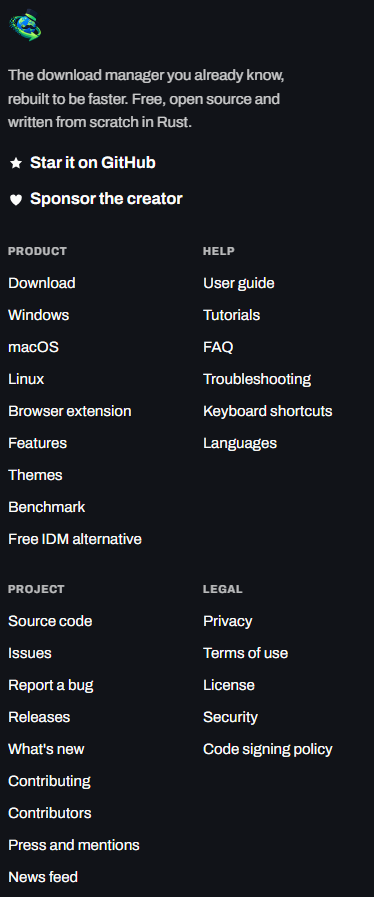 The download manager you already know,
rebuilt to be faster. Free, open source and
written from scratch in Rust.
Star it on GitHub
Sponsor the creator
PRODUCT
Download
Windows
macOS
Linux
Browser extension
Features
Themes
Benchmark
Free IDM alternative
HELP
User guide
Tutorials
FAQ
Troubleshooting
Keyboard shortcuts
Languages
PROJECT
Source code
Issues
Report a bug
Releases
What's new
Contributing
Contributors
Press and mentions
News feed
LEGAL
Privacy
Terms of use
License
Security
Code signing policy